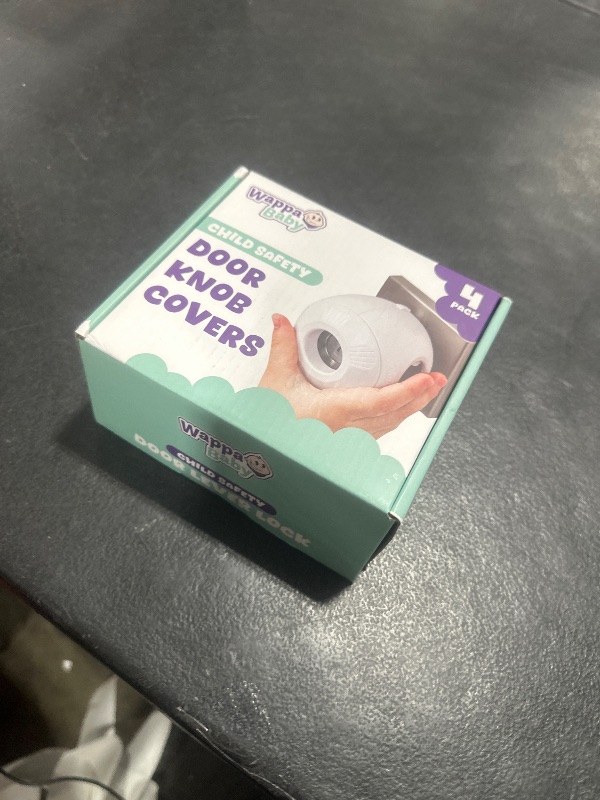 Wappa
Baby
CHILD SAFETY
DOOR
KNOB
COVERS
4
PACK
Wappa
Baby
CHILD SAFETY
DOOR LEVER LOCK